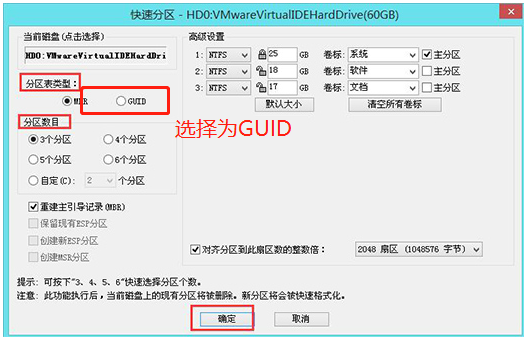 快速分区 - HD0:VMwareVirtualIDEHardDrive(60GB)
当前磁盘(点击选择)
HD0:VMwareVirtualIDEHardDri
分区表类型:
MBR
GUID
选择为GUID
分区数目
3个分区
4个分区
5个分区
6个分区
自定(C):
2
个分区
重建主引导记录(MBR)
保留现有ESP分区
创建新ESP分区
创建MSR分区
高级设置
1: NTFS 25 GB 卷标: 系统 主分区
2: NTFS 18 GB 卷标: 软件 主分区
3: NTFS 17 GB 卷标: 文档 主分区
默认大小
清空所有卷标
对齐分区到此扇区数的整数倍:
2048 扇区 (1048576 字节)
提示: 可按下"3、4、5、6"快速选择分区个数。
注意: 此功能执行后,当前磁盘上的现有分区将被删除。新分区将会被快速格式化。
确定
取消